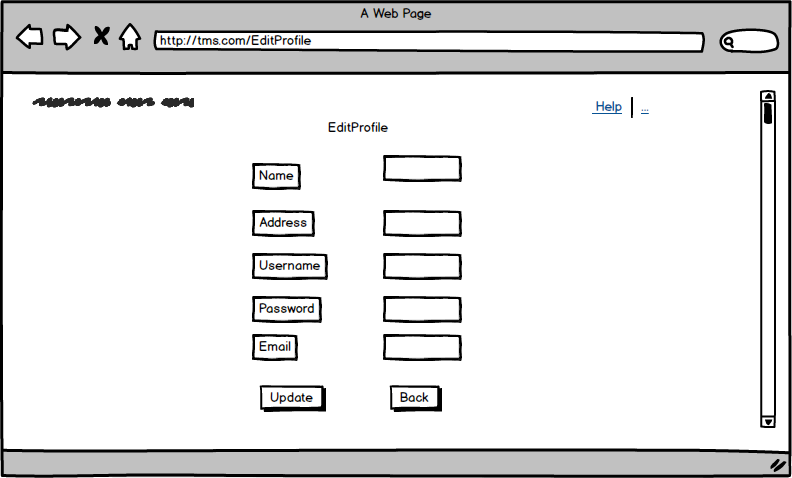 A Web Page
http://tms.com/EditProfile
Help ...
EditProfile
Name
Address
Username
Password
Email
Update Back